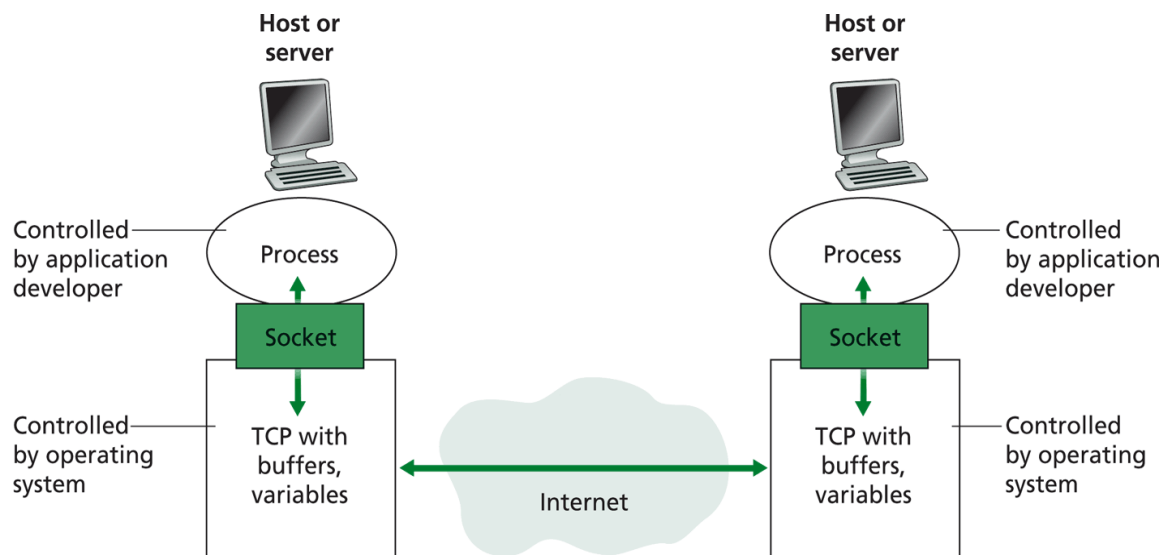 Host or
server
Host or
server
Controlled
by application
developer
Process
Process
Controlled
by application
developer
Socket
Socket
Controlled
by operating
system
TCP with
buffers,
variables
Internet
TCP with
buffers,
variables
Controlled
by operating
system